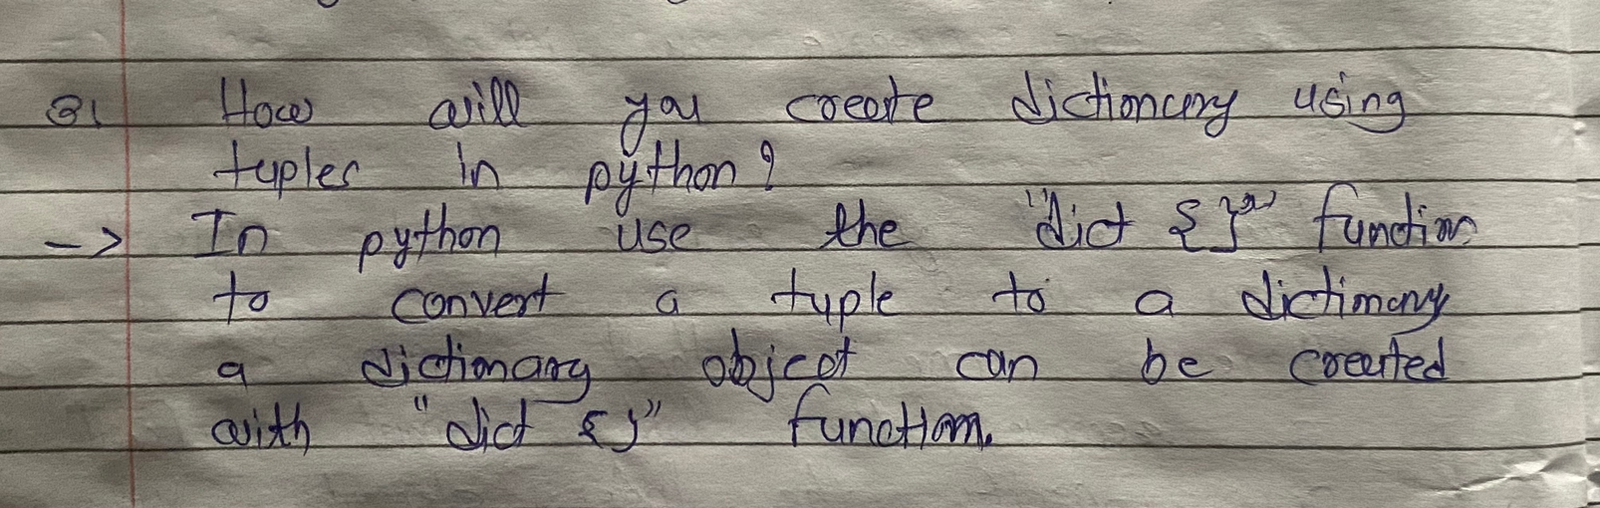 31 How will you create dictionary using
tuples in python?
-> In python use the "dict {}" function
to convert a tuple to a dictionary
a dictionary object can be created
with "dict {}" function.